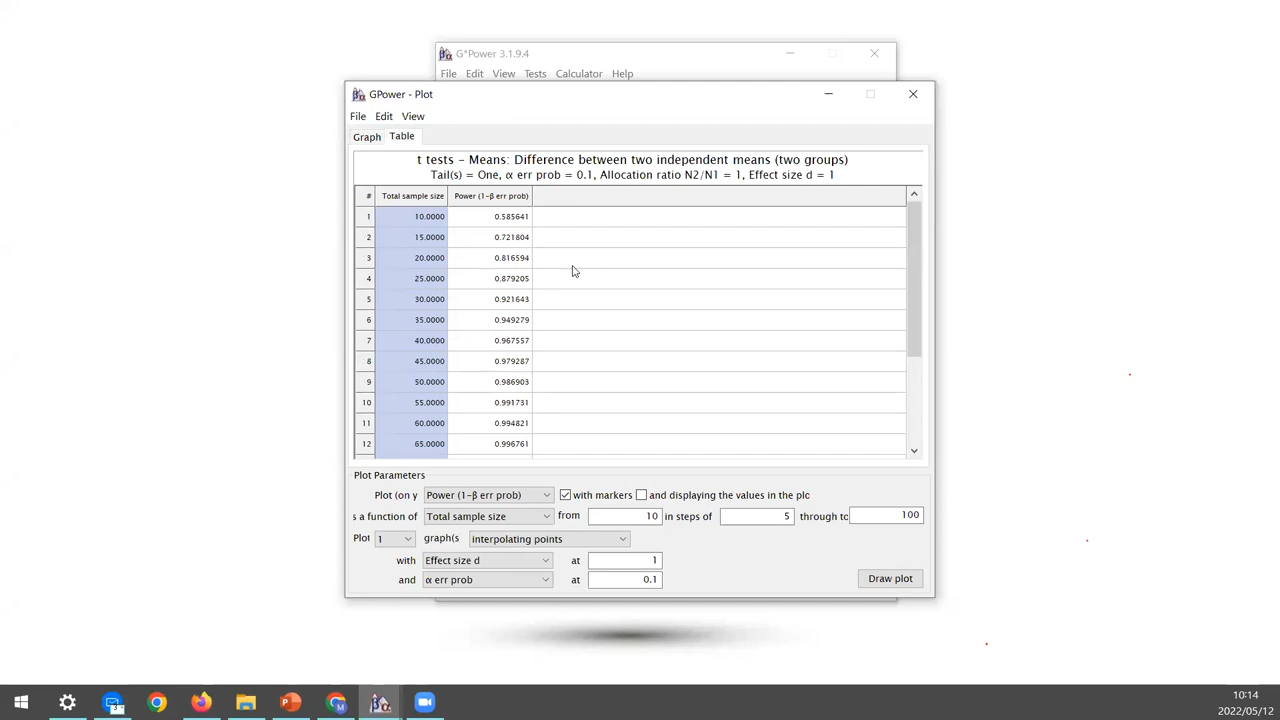 G*Power 3.1.9.4
File Edit View Tests Calculator Help
GPower - Plot
File Edit View
Graph Table
t tests - Means: Difference between two independent means (two groups)
Tail(s) = One, α err prob = 0.1, Allocation ratio N2/N1 = 1, Effect size d = 1
# Total sample size Power (1-β err prob)
1 10.0000 0.585641
2 15.0000 0.721804
3 20.0000 0.816594
4 25.0000 0.879205
5 30.0000 0.921643
6 35.0000 0.949279
7 40.0000 0.967557
8 45.0000 0.979287
9 50.0000 0.986903
10 55.0000 0.991731
11 60.0000 0.994821
12 65.0000 0.996761
Plot Parameters
Plot (on y Power (1-β err prob) with markers and displaying the values in the plc
s a function of Total sample size from 10 in steps of 5 through to 100
Plot 1 graph(s interpolating points
with Effect size d at 1
and α err prob at 0.1
Draw plot
3
M
βα
10:14
2022/05/12